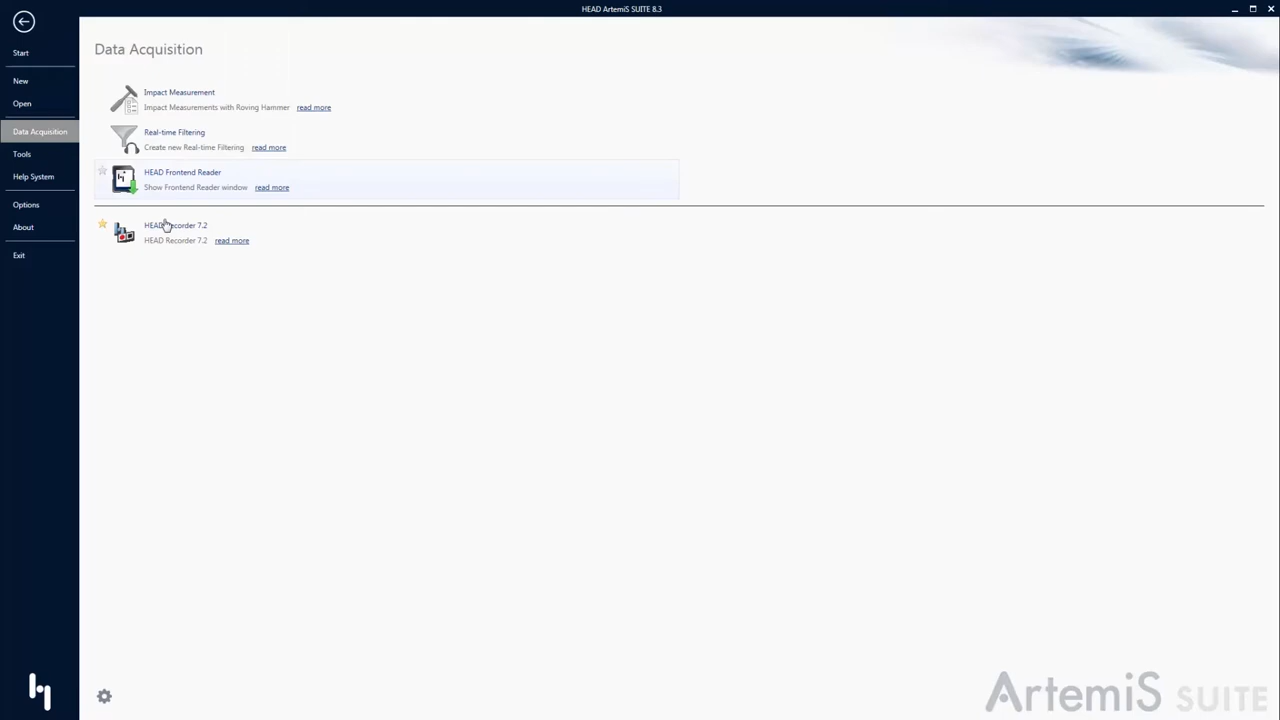 HEAD ArtemiS SUITE 8.3
Start
New
Open
Data Acquisition
Tools
Help System
Options
About
Exit
Data Acquisition
Impact Measurement
Impact Measurements with Roving Hammer read more
Real-time Filtering
Create new Real-time Filtering read more
HEAD Frontend Reader
Show Frontend Reader window read more
HEAD Recorder 7.2
HEAD Recorder 7.2 read more
ArtemiS SUITE